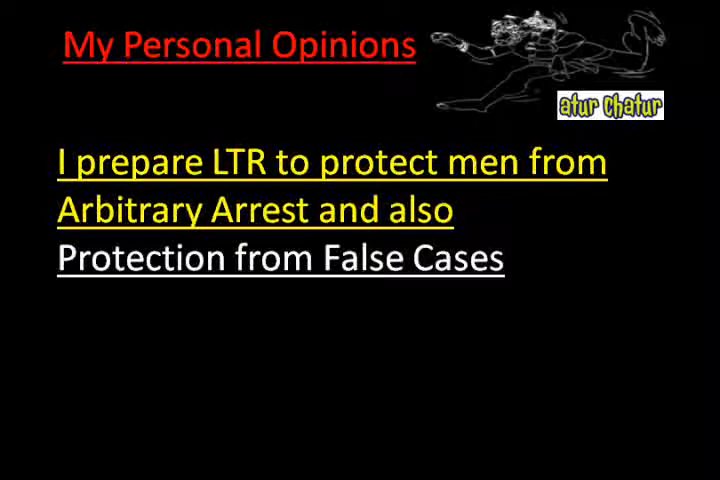 My Personal Opinions
atur chatur
I prepare LTR to protect men from
Arbitrary Arrest and also
Protection from False Cases